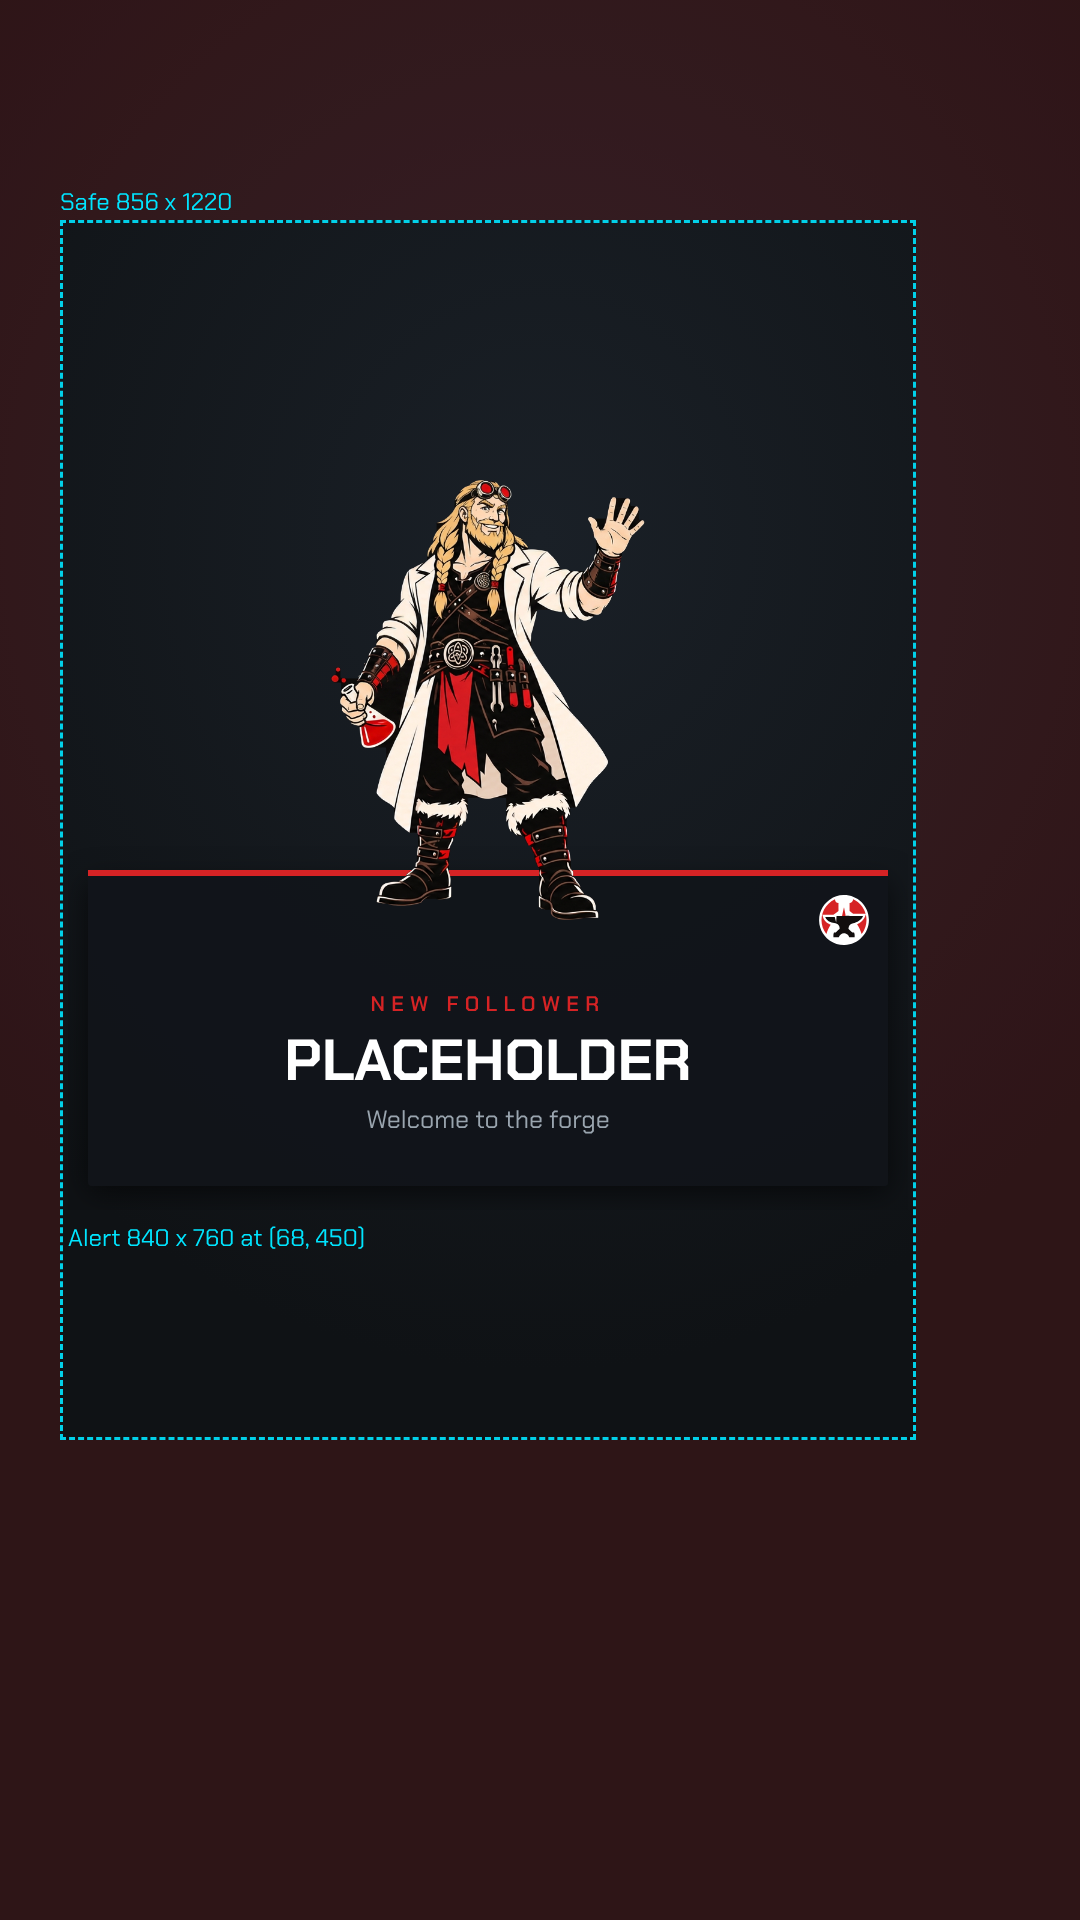 Safe 856 x 1220
NEW FOLLOWER
PLACEHOLDER
Welcome to the forge
Alert 840 x 760 at (68, 450)